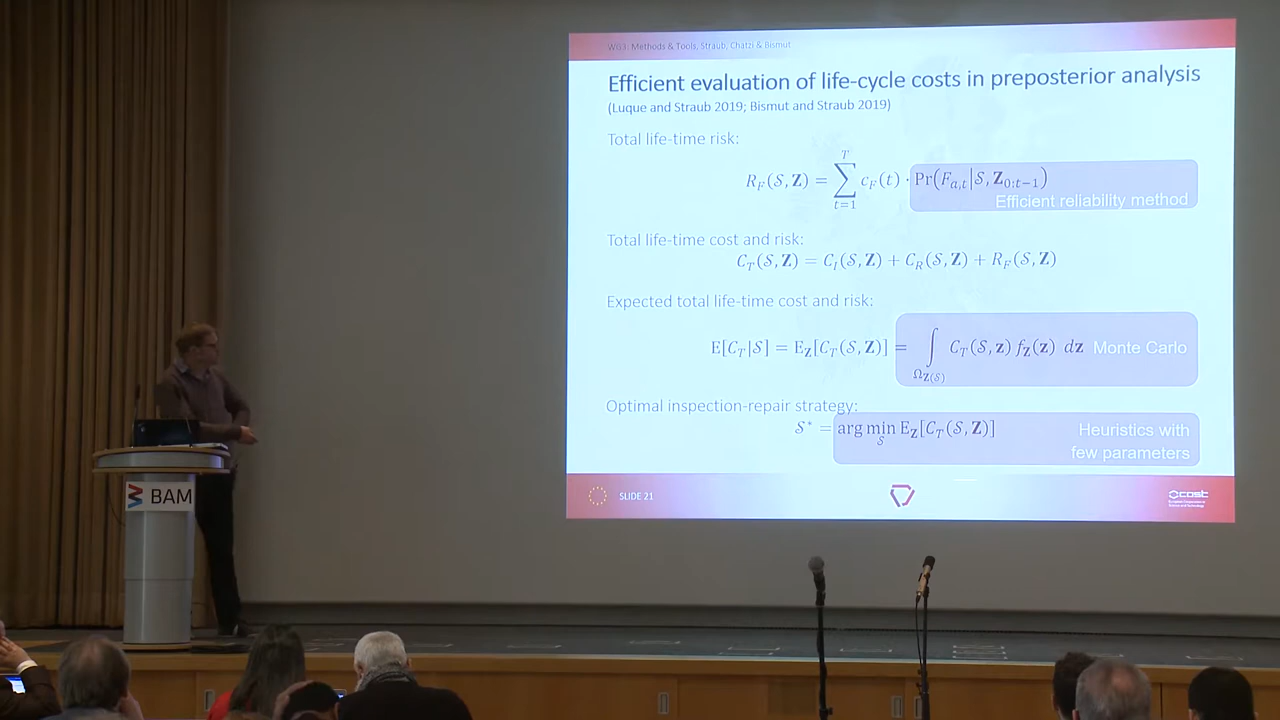 WG3: Methods & Tools, Straub, Chatzi & Bismut
Efficient evaluation of life-cycle costs in preposterior analysis
(Luque and Straub 2019; Bismut and Straub 2019)
Total life-time risk:
R_F(𝒮, Z) = ∑_{t=1}^{T} c_F(t) · Pr(F_{a,t}|𝒮, Z_{0:t−1})
Efficient reliability method
Total life-time cost and risk:
C_T(𝒮, Z) = C_I(𝒮, Z) + C_R(𝒮, Z) + R_F(𝒮, Z)
Expected total life-time cost and risk:
E[C_T|𝒮] = E_Z[C_T(𝒮, Z)] = ∫_{Ω_{Z(𝒮)}} C_T(𝒮, z) f_Z(z) dz Monte Carlo
Optimal inspection-repair strategy:
𝒮* = arg min_𝒮 E_Z[C_T(𝒮, Z)]
Heuristics with
few parameters
SLIDE 21
cost
BAM